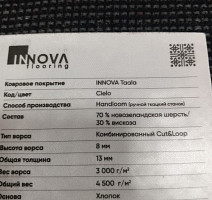 INNOVA
flooring
Ковровое покрытие INNOVA Taala
Цвет Cielo
Способ производства Handloom (ручной ткацкий станок)
Состав 70 % новозеландская шерсть/
30 % вискоза
Тип ворса Комбинированный Cut&Loop
Высота ворса 8 мм
Общая толщина 13 мм
Вес ворса 3 000 г/м²
Общий вес 4 500 г/м²
Основа Хлопок